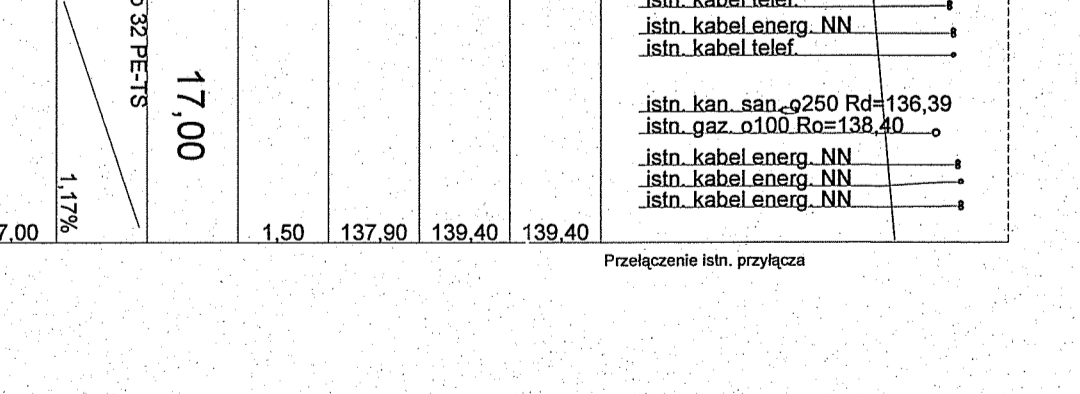 istn. kabel telef.
istn. kabel energ. NN
istn. kabel telef.
istn. kan. san. o250 Rd=136,39
istn. gaz. o100 Ro=138,40
istn. kabel energ. NN
istn. kabel energ. NN
istn. kabel energ. NN
32 PE-TS
17,00
1,17%
7,00
1,50
137,90
139,40
139,40
Przełączenie istn. przyłącza